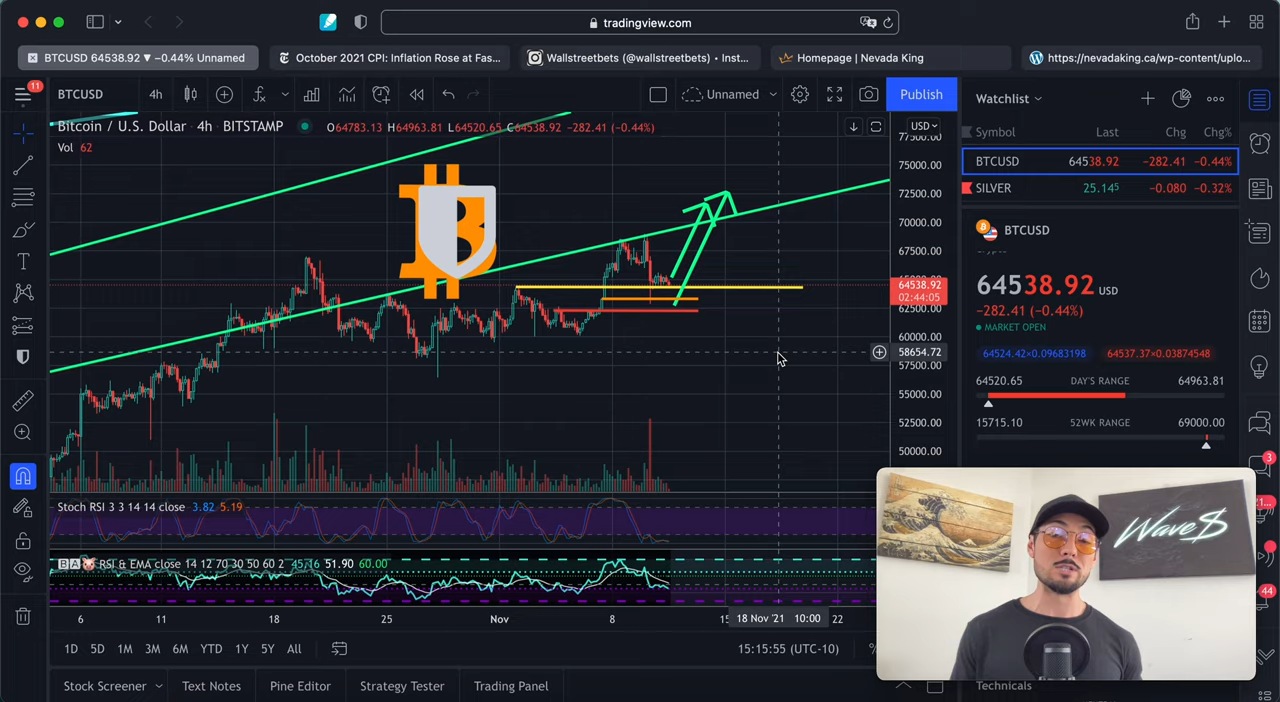 tradingview.com
BTCUSD 64538.92 ▼ −0.44% Unnamed
October 2021 CPI: Inflation Rose at Fas...
Wallstreetbets (@wallstreetbets) • Inst...
Homepage | Nevada King
https://nevadaking.ca/wp-content/uplo...
11
BTCUSD
4h
Unnamed
Publish
Watchlist
Bitcoin / U.S. Dollar · 4h · BITSTAMP
O64783.13 H64963.81 L64520.65 C64538.92 −282.41 (−0.44%)
Vol 62
USD
77500.00
75000.00
72500.00
70000.00
67500.00
64538.92
02:44:05
62500.00
60000.00
58654.72
57500.00
55000.00
52500.00
50000.00
Symbol
Last
Chg
Chg%
BTCUSD
64538.92
−282.41
−0.44%
SILVER
25.145
−0.080
−0.32%
BTCUSD
64538.92 USD
−282.41 (−0.44%)
MARKET OPEN
64524.42×0.09683198
64537.37×0.03874548
64520.65
DAY'S RANGE
64963.81
15715.10
52WK RANGE
69000.00
Stoch RSI 3 3 14 14 close 3.82 5.19
RSI & EMA close 14 12 70 30 50 60 2 45.16 51.90 60.00
6
11
18
25
Nov
8
18 Nov '21 10:00
22
1D
5D
1M
3M
6M
YTD
1Y
5Y
All
15:15:55 (UTC-10)
%
Stock Screener
Text Notes
Pine Editor
Strategy Tester
Trading Panel
Technicals
Wave$
3
44